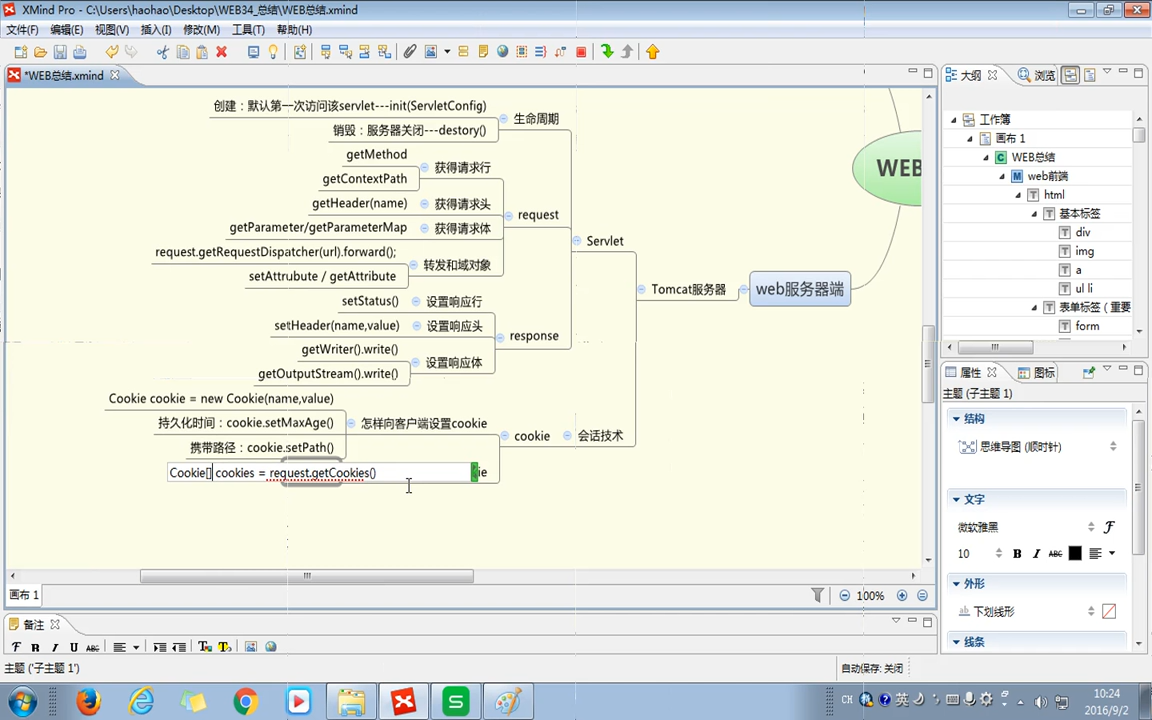 XMind Pro - C:\Users\haohao\Desktop\WEB34_总结\WEB总结.xmind
文件(F) 编辑(E) 视图(V) 插入(I) 修改(M) 工具(T) 帮助(H)
*WEB总结.xmind
创建：默认第一次访问该servlet---init(ServletConfig)
销毁：服务器关闭---destory()
生命周期
getMethod
getContextPath
获得请求行
getHeader(name)
获得请求头
getParameter/getParameterMap
获得请求体
request
request.getRequestDispatcher(url).forward();
setAttrubute / getAttribute
转发和域对象
Servlet
setStatus()
设置响应行
setHeader(name,value)
设置响应头
response
getWriter().write()
getOutputStream().write()
设置响应体
Tomcat服务器
web服务器端
WEB
Cookie cookie = new Cookie(name,value)
持久化时间：cookie.setMaxAge()
怎样向客户端设置cookie
携带路径：cookie.setPath()
cookie
会话技术
Cookie[] cookies = request.getCookies()
ie
画布 1
100%
大纲
浏览
工作簿
画布 1
WEB总结
web前端
html
基本标签
div
img
a
ul li
表单标签（重要
form
属性
图标
主题 (子主题 1')
结构
思维导图 (顺时针)
文字
微软雅黑
10
B I ABC
外形
下划线形
线条
备注
F B I U ABC
主题 ('子主题 1')
自动保存: 关闭
CH
英
10:24
2016/9/2